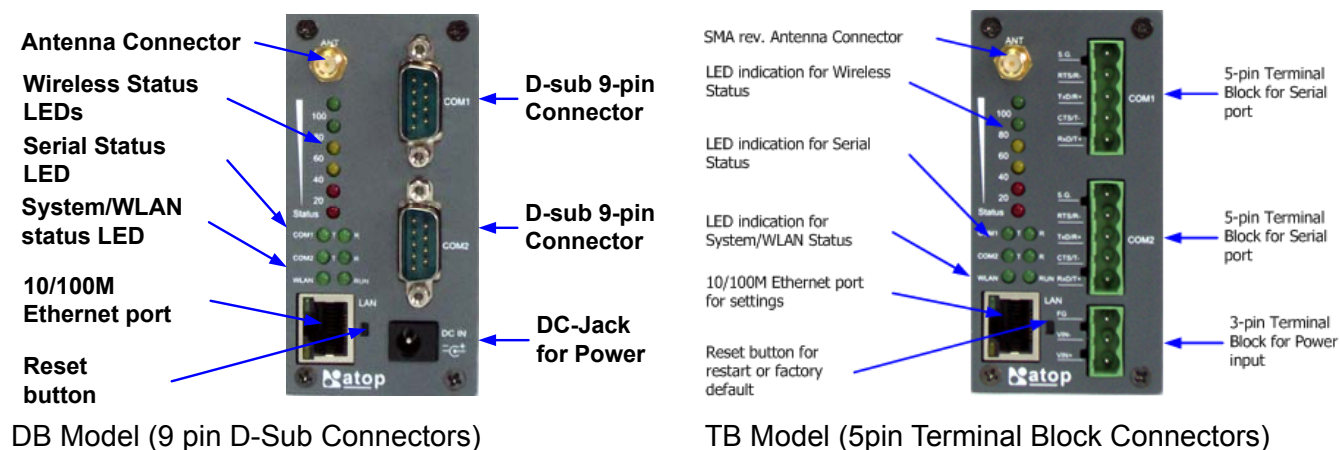 Antenna Connector
Wireless Status
LEDs
Serial Status
LED
System/WLAN
status LED
10/100M
Ethernet port
Reset
button
ANT
100
80
60
40
20
Status
COM1 T R
COM2 T R
WLAN RUN
LAN
COM1
COM2
DC IN
atop
D-sub 9-pin
Connector
D-sub 9-pin
Connector
DC-Jack
for Power
DB Model (9 pin D-Sub Connectors)
SMA rev. Antenna Connector
LED indication for Wireless
Status
LED indication for Serial
Status
LED indication for
System/WLAN Status
10/100M Ethernet port
for settings
Reset button for
restart or factory
default
ANT
100
80
60
40
20
Status
M1 T R
COM2 T R
WLAN RUN
LAN
S.G.
RTS/R-
TxD/R+
CTS/T-
RxD/T+
COM1
S.G.
RTS/R-
TxD/R+
CTS/T-
RxD/T+
COM2
FG
VIN-
VIN+
atop
5-pin Terminal
Block for Serial
port
5-pin Terminal
Block for Serial
port
3-pin Terminal
Block for Power
input
TB Model (5pin Terminal Block Connectors)